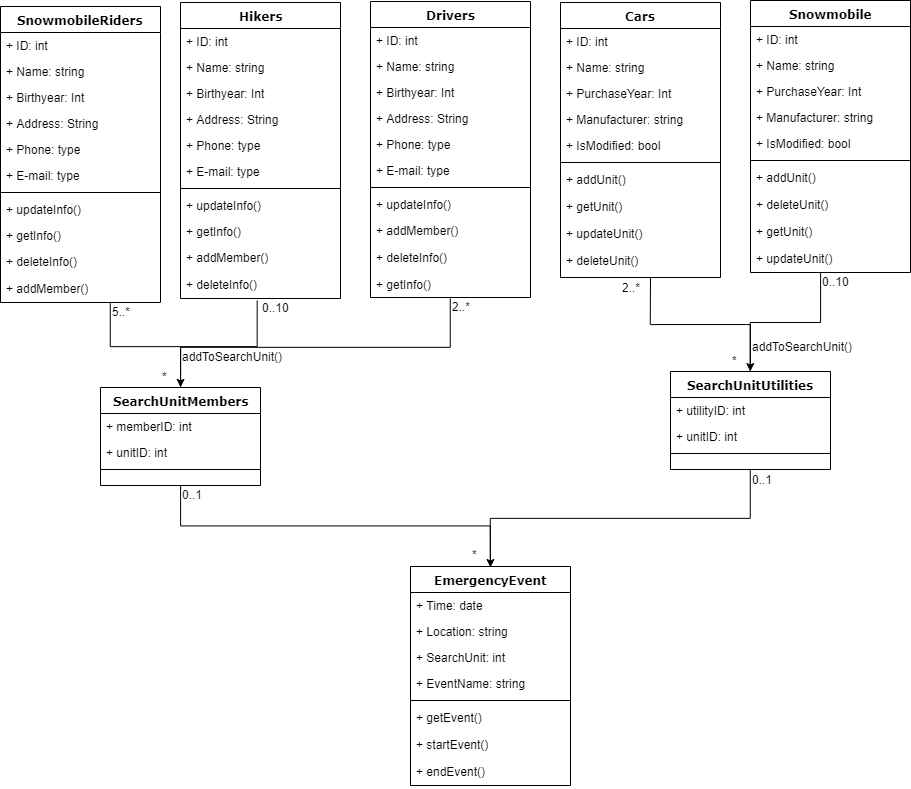 SnowmobileRiders
+ ID: int
+ Name: string
+ Birthyear: Int
+ Address: String
+ Phone: type
+ E-mail: type
+ updateInfo()
+ getInfo()
+ deleteInfo()
+ addMember()
5..*
Hikers
+ ID: int
+ Name: string
+ Birthyear: Int
+ Address: String
+ Phone: type
+ E-mail: type
+ updateInfo()
+ getInfo()
+ addMember()
+ deleteInfo()
0..10
Drivers
+ ID: int
+ Name: string
+ Birthyear: Int
+ Address: String
+ Phone: type
+ E-mail: type
+ updateInfo()
+ addMember()
+ deleteInfo()
+ getInfo()
2..*
Cars
+ ID: int
+ Name: string
+ PurchaseYear: Int
+ Manufacturer: string
+ IsModified: bool
+ addUnit()
+ getUnit()
+ updateUnit()
+ deleteUnit()
2..*
Snowmobile
+ ID: int
+ Name: string
+ PurchaseYear: Int
+ Manufacturer: string
+ IsModified: bool
+ addUnit()
+ deleteUnit()
+ getUnit()
+ updateUnit()
0..10
addToSearchUnit()
*
SearchUnitMembers
+ memberID: int
+ unitID: int
0..1
addToSearchUnit()
*
SearchUnitUtilities
+ utilityID: int
+ unitID: int
0..1
*
EmergencyEvent
+ Time: date
+ Location: string
+ SearchUnit: int
+ EventName: string
+ getEvent()
+ startEvent()
+ endEvent()